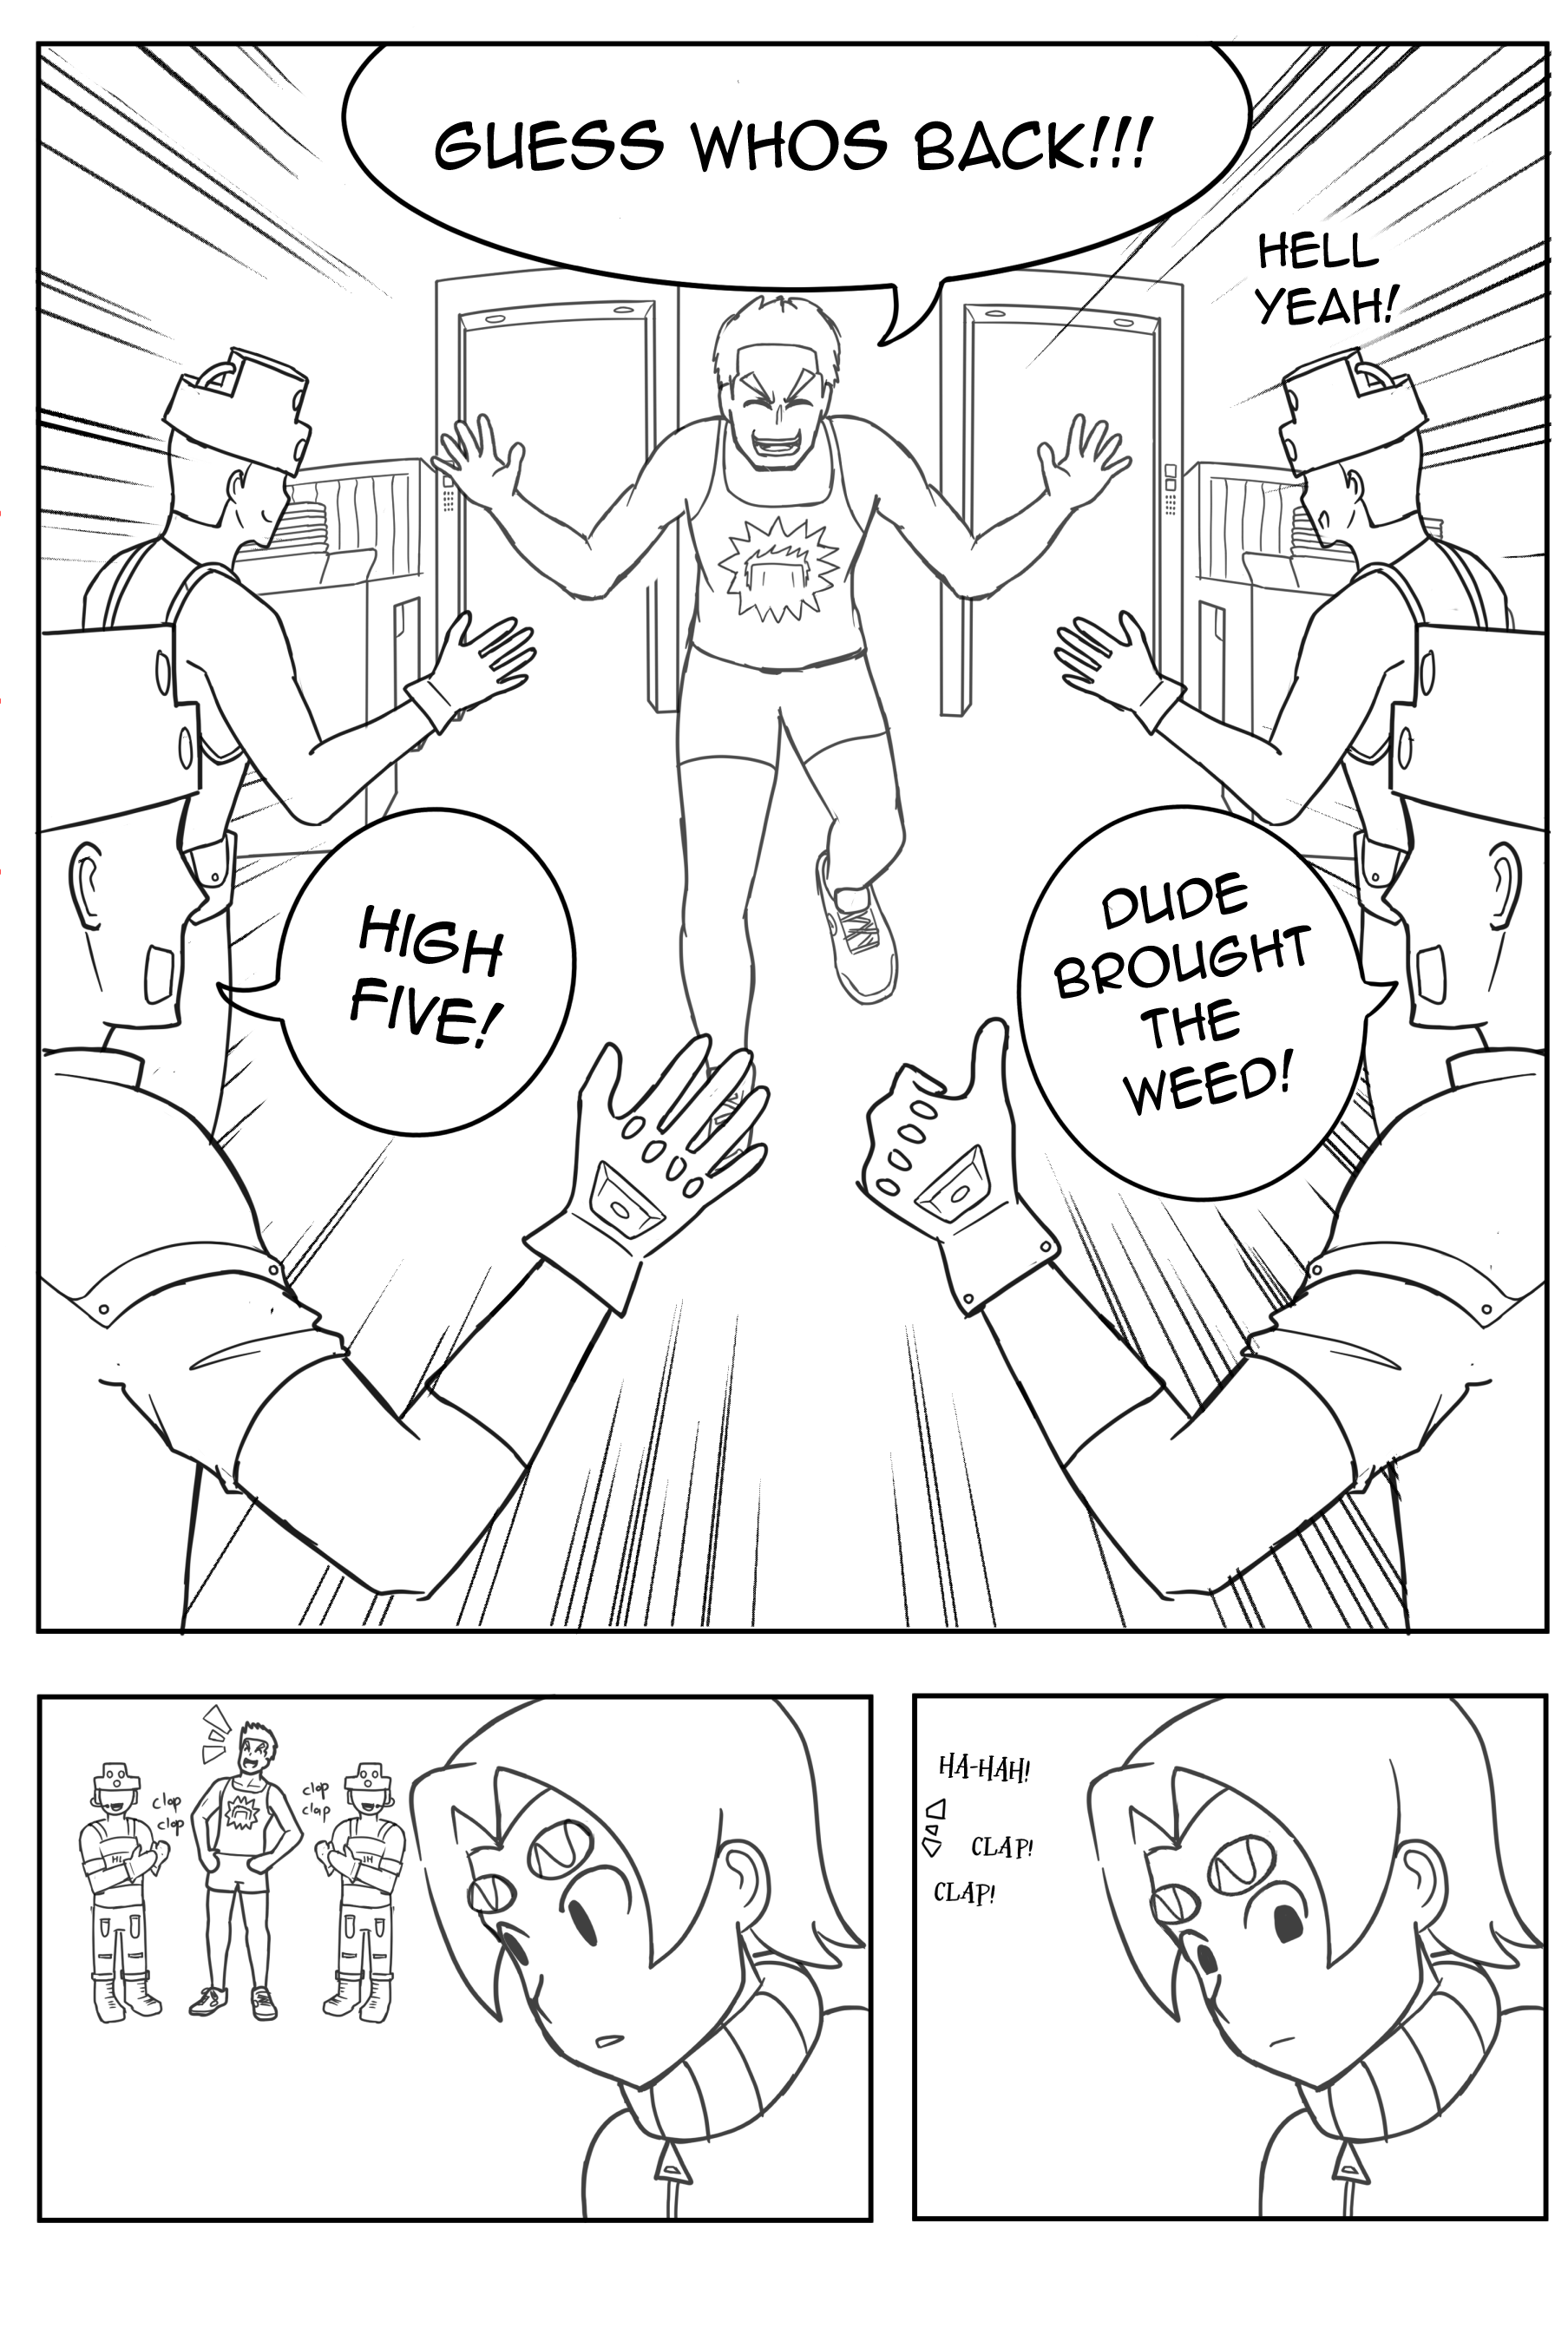 GUESS WHOS BACK!!!
HELL
YEAH!
HIGH
FIVE!
DUDE
BROUGHT
THE
WEED!
clap
clap
clap
clap
HA-HAH!
CLAP!
CLAP!